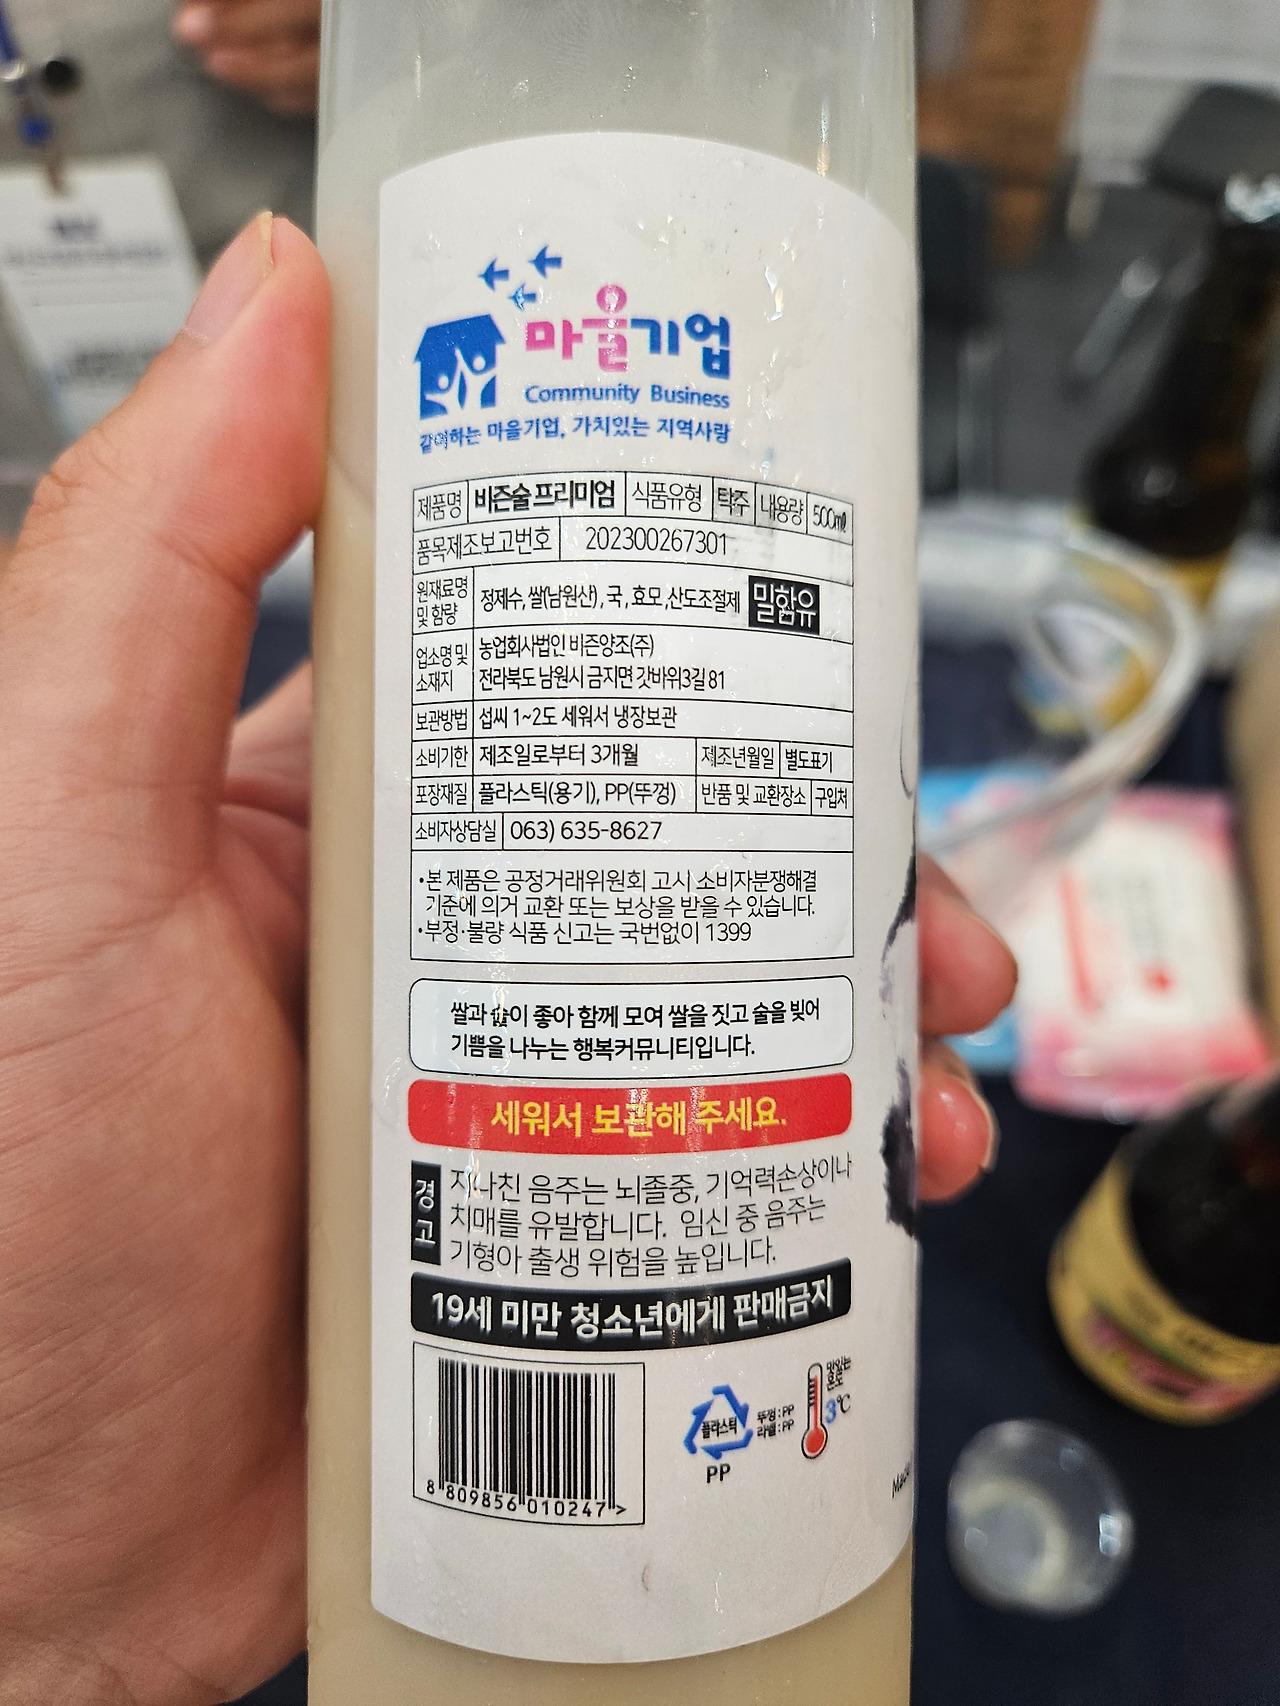 마을기업
Community Business
같이하는 마을기업, 가치있는 지역사랑
제품명 비즌술 프리미엄 식품유형 탁주 내용량 500㎖
품목제조보고번호 202300267301
원재료명 및 함량 정제수, 쌀(남원산), 국, 효모, 산도조절제 밀함유
업소명 및 소재지 농업회사법인 비즌양조(주)
전라북도 남원시 금지면 갓바위3길 81
보관방법 섭씨 1~2도 세워서 냉장보관
소비기한 제조일로부터 3개월 제조년월일 별도표기
포장재질 플라스틱(용기), PP(뚜껑) 반품 및 교환장소 구입처
소비자상담실 063) 635-8627
•본 제품은 공정거래위원회 고시 소비자분쟁해결
기준에 의거 교환 또는 보상을 받을 수 있습니다.
•부정·불량 식품 신고는 국번없이 1399
쌀과 술이 좋아 함께 모여 쌀을 짓고 술을 빚어
기쁨을 나누는 행복커뮤니티입니다.
세워서 보관해 주세요.
경고
지나친 음주는 뇌졸중, 기억력손상이나
치매를 유발합니다. 임신 중 음주는
기형아 출생 위험을 높입니다.
19세 미만 청소년에게 판매금지
8 809856 010247 >
플라스틱
PP
뚜껑 : PP
라벨 : PP
맛있는
온도
3℃